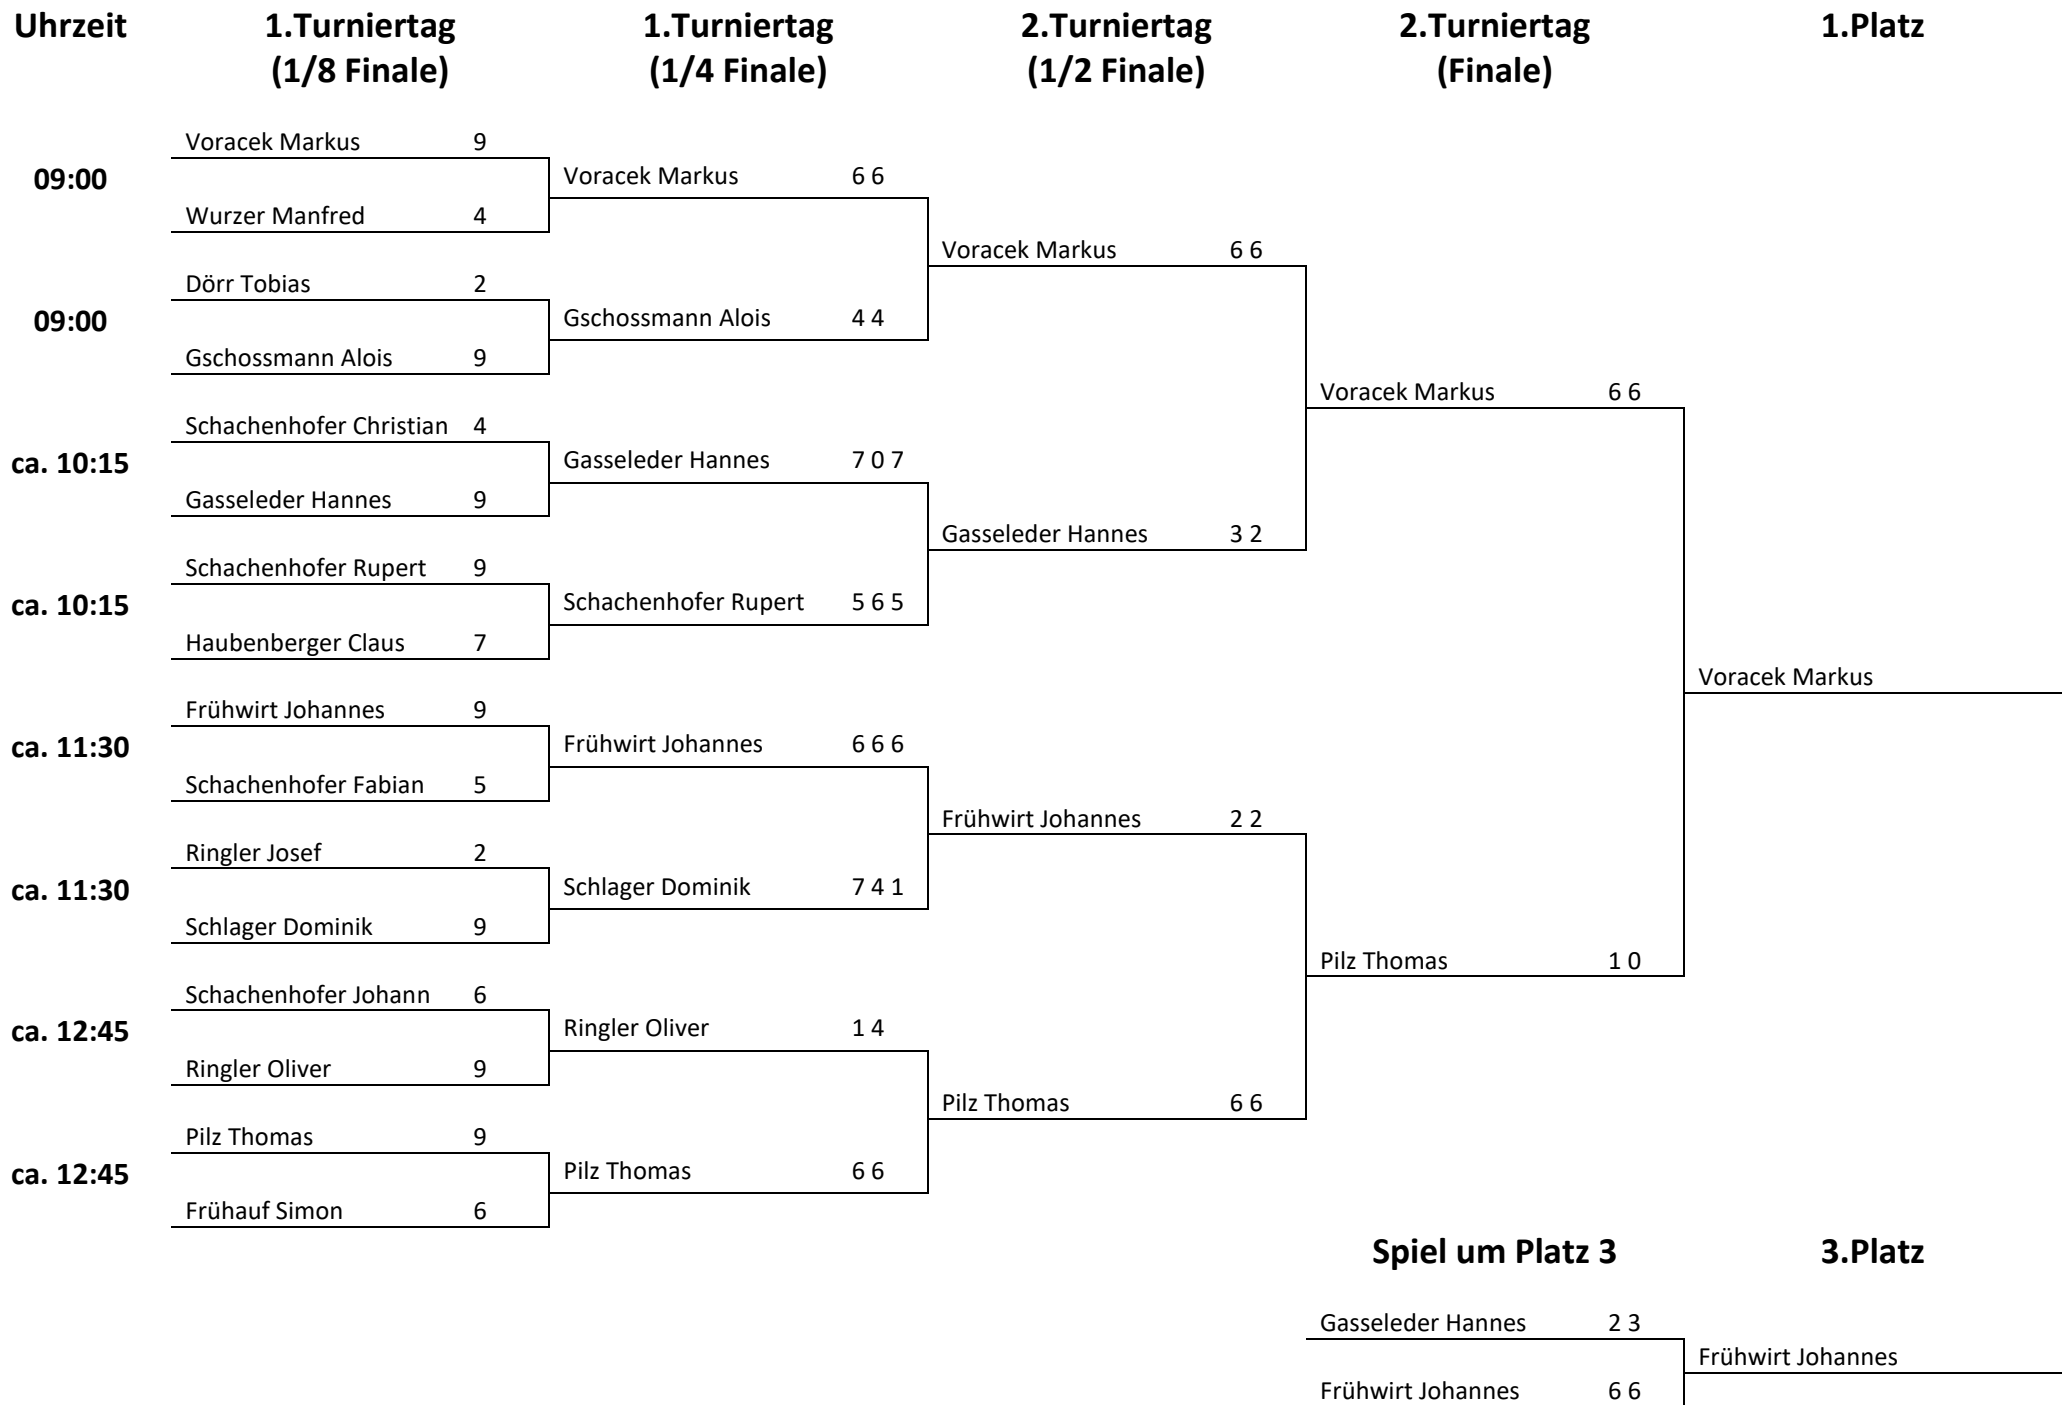 Uhrzeit 1.Turniertag 1.Turniertag 2.Turniertag 2.Turniertag 1.Platz
(1/8 Finale) (1/4 Finale) (1/2 Finale) (Finale)
Voracek Markus 9
09:00 Voracek Markus 6 6
Wurzer Manfred 4
Voracek Markus 6 6
Dörr Tobias 2
09:00 Gschossmann Alois 4 4
Gschossmann Alois 9
Voracek Markus 6 6
Schachenhofer Christian 4
ca. 10:15 Gasseleder Hannes 7 0 7
Gasseleder Hannes 9
Gasseleder Hannes 3 2
Schachenhofer Rupert 9
ca. 10:15 Schachenhofer Rupert 5 6 5
Haubenberger Claus 7
Voracek Markus
Frühwirt Johannes 9
ca. 11:30 Frühwirt Johannes 6 6 6
Schachenhofer Fabian 5
Frühwirt Johannes 2 2
Ringler Josef 2
ca. 11:30 Schlager Dominik 7 4 1
Schlager Dominik 9
Pilz Thomas 1 0
Schachenhofer Johann 6
ca. 12:45 Ringler Oliver 1 4
Ringler Oliver 9
Pilz Thomas 6 6
Pilz Thomas 9
ca. 12:45 Pilz Thomas 6 6
Frühauf Simon 6
Spiel um Platz 3 3.Platz
Gasseleder Hannes 2 3
Frühwirt Johannes
Frühwirt Johannes 6 6